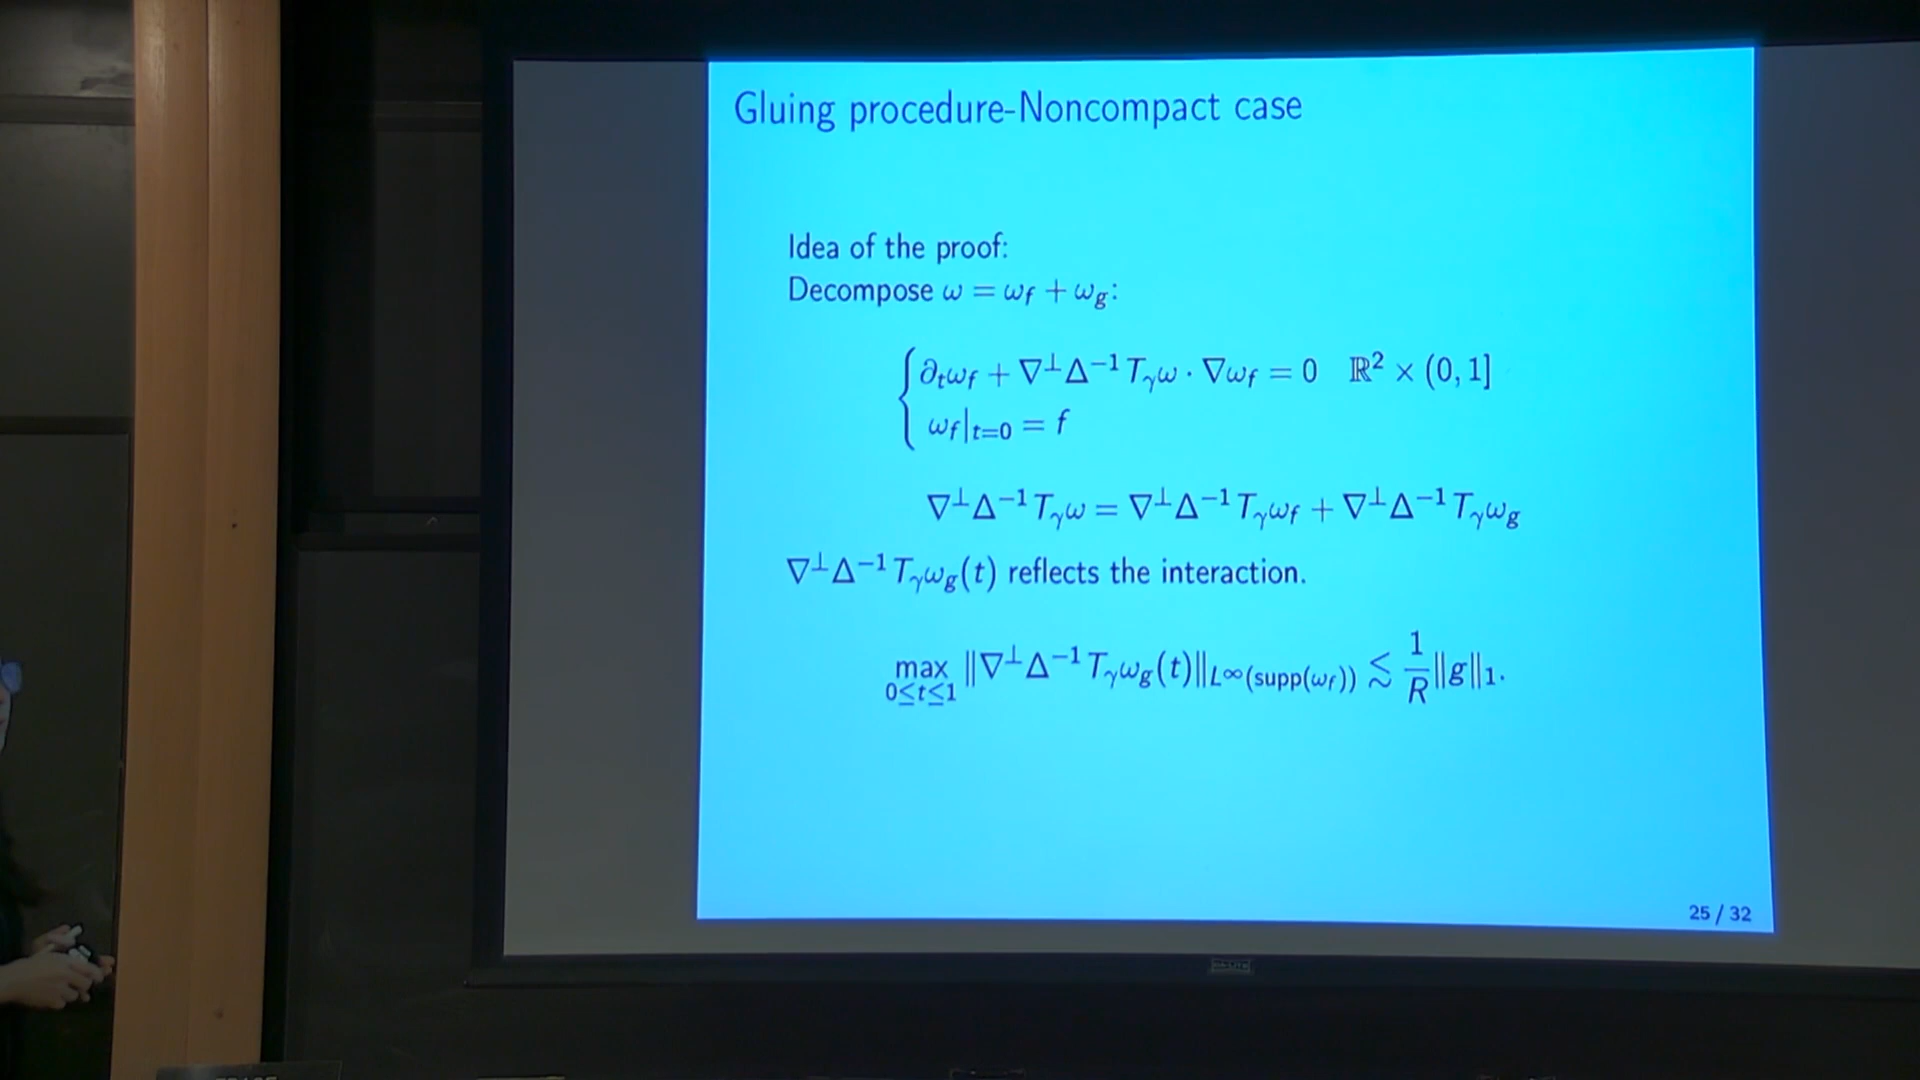 Gluing procedure-Noncompact case
Idea of the proof:
Decompose ω = ω_f + ω_g:
{ ∂_tω_f + ∇^⊥Δ^{-1}T_γω · ∇ω_f = 0   ℝ² × (0, 1]
ω_f|_{t=0} = f
∇^⊥Δ^{-1}T_γω = ∇^⊥Δ^{-1}T_γω_f + ∇^⊥Δ^{-1}T_γω_g
∇^⊥Δ^{-1}T_γω_g(t) reflects the interaction.
max_{0≤t≤1} ‖∇^⊥Δ^{-1}T_γω_g(t)‖_{L^∞(supp(ω_f))} ≲ \frac{1}{R}‖g‖_1.
25 / 32